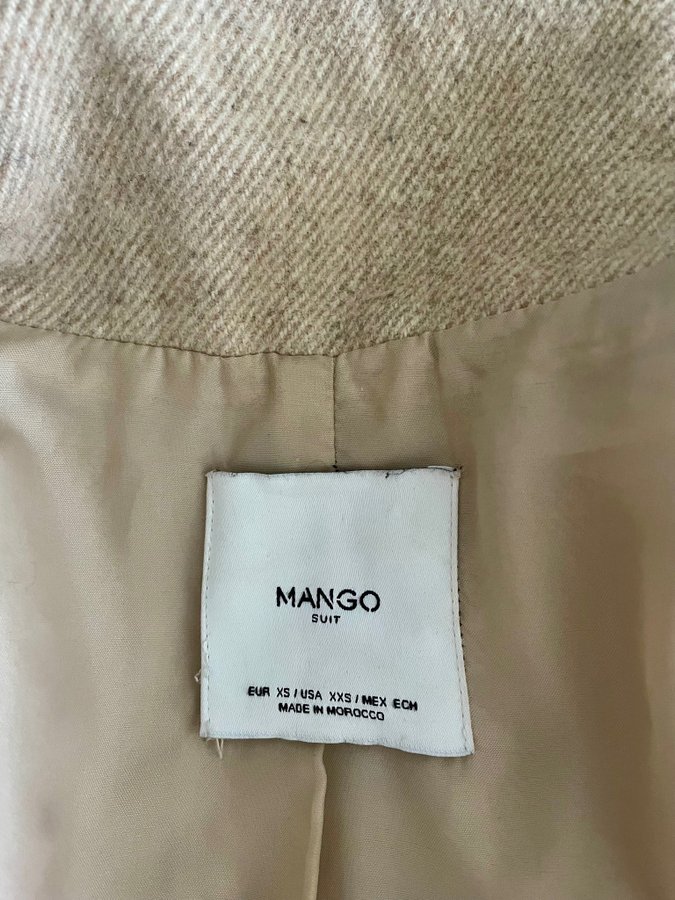 MANGO
SUIT
EUR XS / USA XXS / MEX ECH
MADE IN MOROCCO